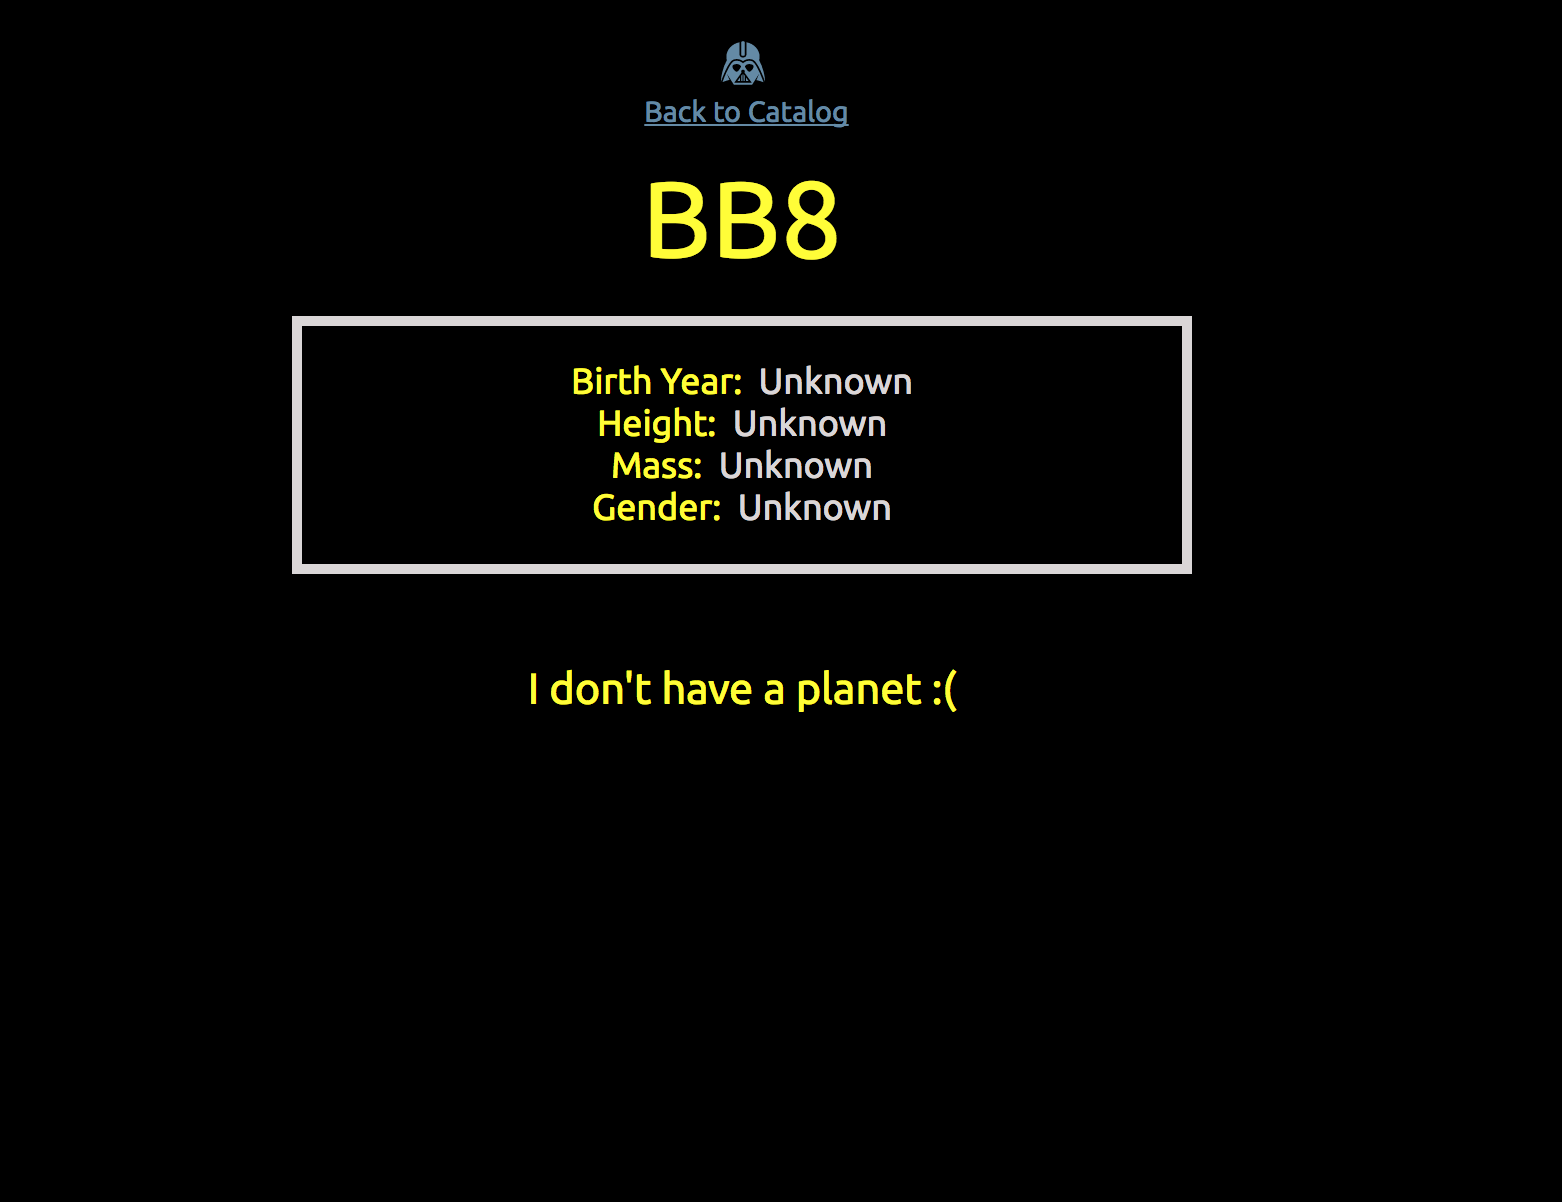 Back to Catalog
BB8
Birth Year: Unknown
Height: Unknown
Mass: Unknown
Gender: Unknown
I don't have a planet :(